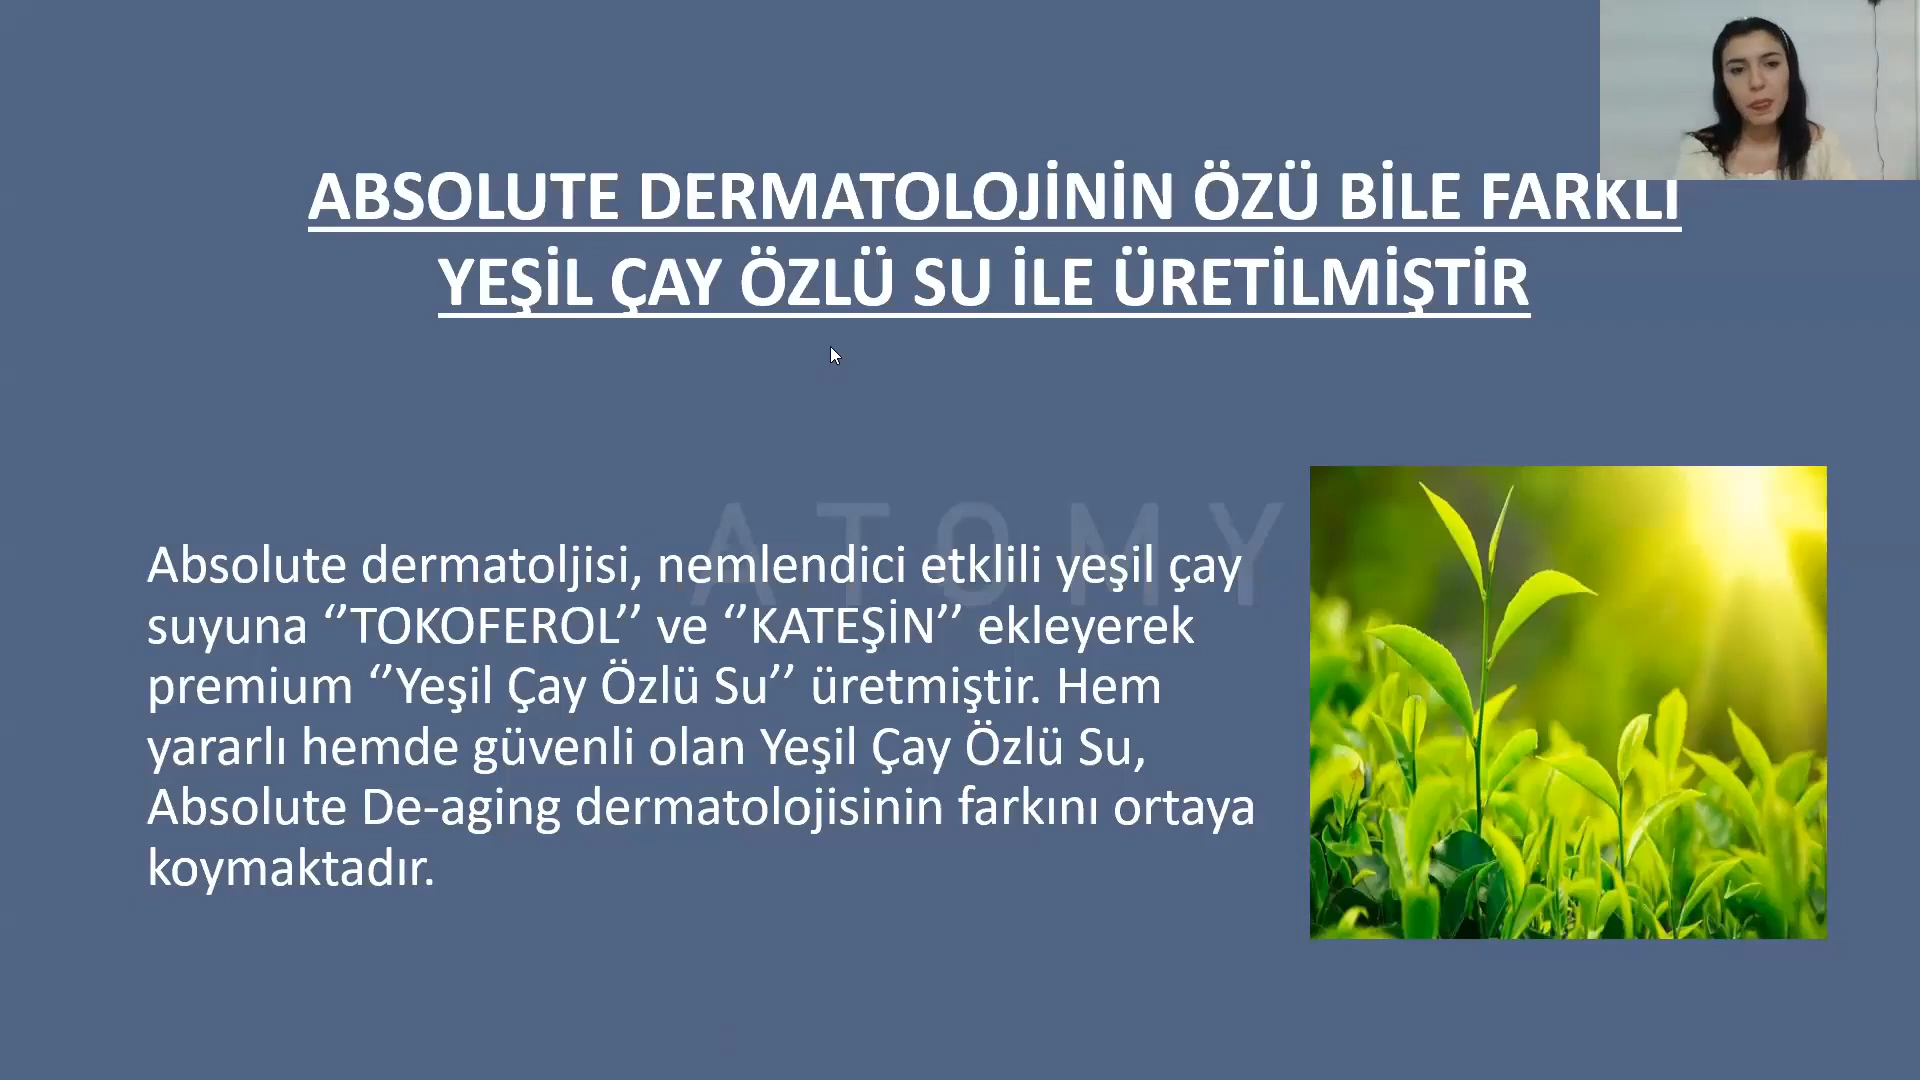 ABSOLUTE DERMATOLOJİNİN ÖZÜ BİLE FARKLI
YEŞİL ÇAY ÖZLÜ SU İLE ÜRETİLMİŞTİR
ATOMY
Absolute dermatoljisi, nemlendici etklili yeşil çay
suyuna ‘’TOKOFEROL’’ ve ‘’KATEŞİN’’ ekleyerek
premium ‘’Yeşil Çay Özlü Su’’ üretmiştir. Hem
yararlı hemde güvenli olan Yeşil Çay Özlü Su,
Absolute De-aging dermatolojisinin farkını ortaya
koymaktadır.